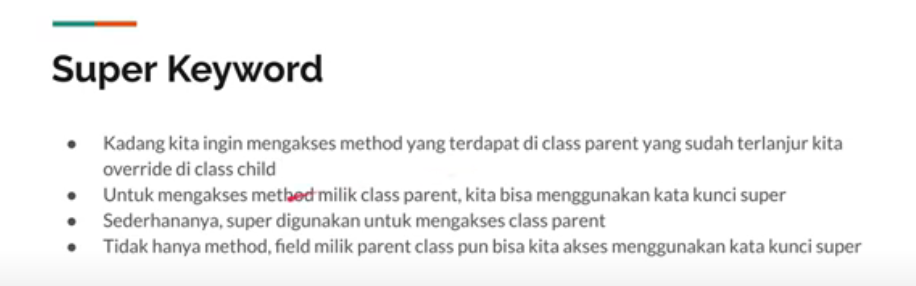 Super Keyword
● Kadang kita ingin mengakses method yang terdapat di class parent yang sudah terlanjur kita
override di class child
● Untuk mengakses method milik class parent, kita bisa menggunakan kata kunci super
● Sederhananya, super digunakan untuk mengakses class parent
● Tidak hanya method, field milik parent class pun bisa kita akses menggunakan kata kunci super